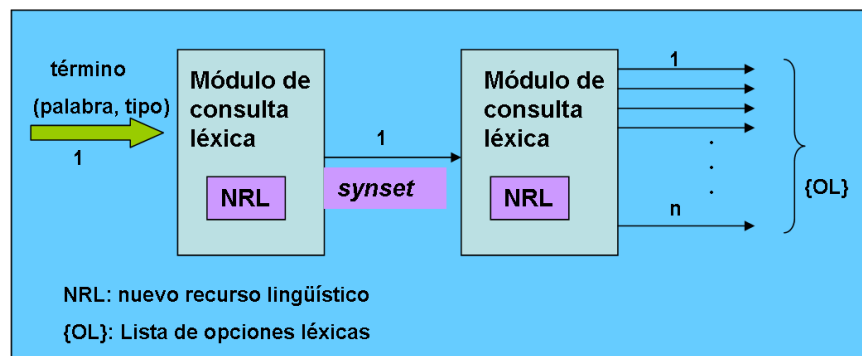 término
(palabra, tipo)
1
Módulo de
consulta
léxica
NRL
1
synset
Módulo de
consulta
léxica
NRL
1
.
.
.
n
{OL}
NRL: nuevo recurso lingüístico
{OL}: Lista de opciones léxicas